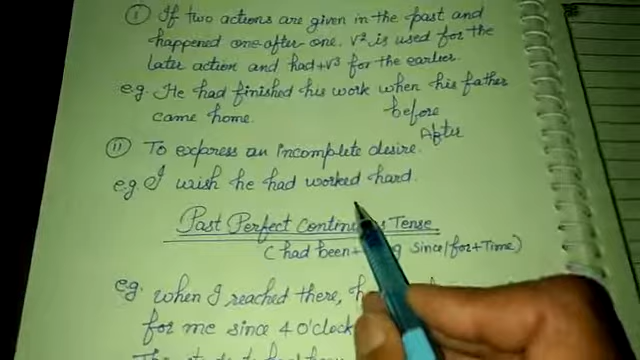 (i) If two actions are given in the past and
happened one-after-one. V² is used for the
later action and had+V³ for the earlier.
e.g. He had finished his work when his father
came home. before
After
(ii) To express an incomplete desire.
e.g I wish he had worked hard.
Past Perfect Continuous Tense
(had been+ since/for+Time)
e.g. when I reached there,
for me since 4 o'clock